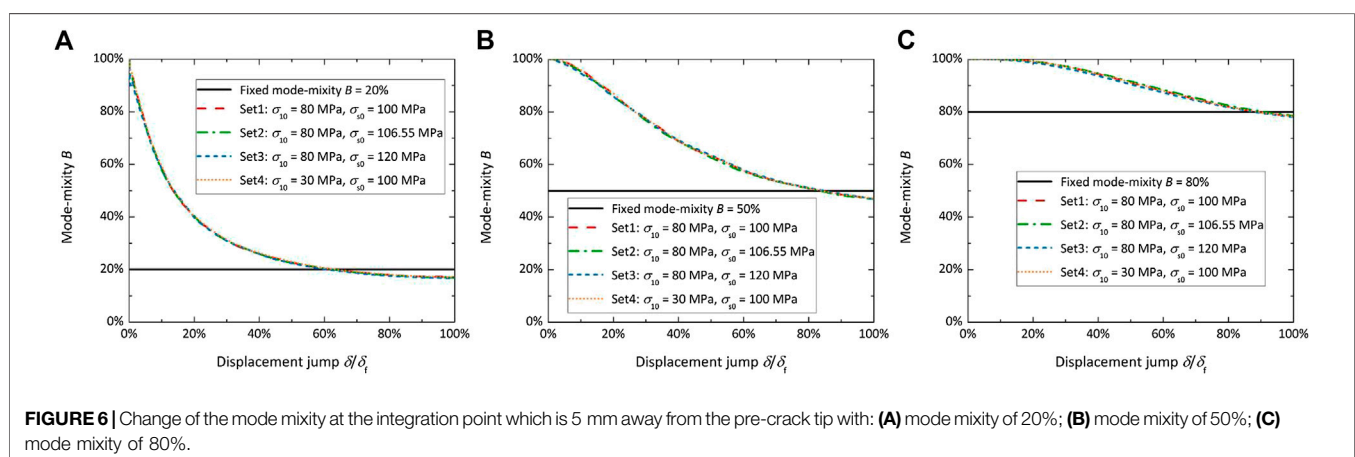 A
100%
80%
60%
40%
20%
0%
Mode-mixity B
0% 20% 40% 60% 80% 100%
Displacement jump δ/δf
Fixed mode-mixity B = 20%
Set1: σ10 = 80 MPa, σs0 = 100 MPa
Set2: σ10 = 80 MPa, σs0 = 106.55 MPa
Set3: σ10 = 80 MPa, σs0 = 120 MPa
Set4: σ10 = 30 MPa, σs0 = 100 MPa
B
100%
80%
60%
40%
20%
0%
Mode-mixity B
0% 20% 40% 60% 80% 100%
Displacement jump δ/δf
Fixed mode-mixity B = 50%
Set1: σ10 = 80 MPa, σs0 = 100 MPa
Set2: σ10 = 80 MPa, σs0 = 106.55 MPa
Set3: σ10 = 80 MPa, σs0 = 120 MPa
Set4: σ10 = 30 MPa, σs0 = 100 MPa
C
100%
80%
60%
40%
20%
0%
Mode-mixity B
0% 20% 40% 60% 80% 100%
Displacement jump δ/δf
Fixed mode-mixity B = 80%
Set1: σ10 = 80 MPa, σs0 = 100 MPa
Set2: σ10 = 80 MPa, σs0 = 106.55 MPa
Set3: σ10 = 80 MPa, σs0 = 120 MPa
Set4: σ10 = 30 MPa, σs0 = 100 MPa
FIGURE 6 | Change of the mode mixity at the integration point which is 5 mm away from the pre-crack tip with: (A) mode mixity of 20%; (B) mode mixity of 50%; (C)
mode mixity of 80%.